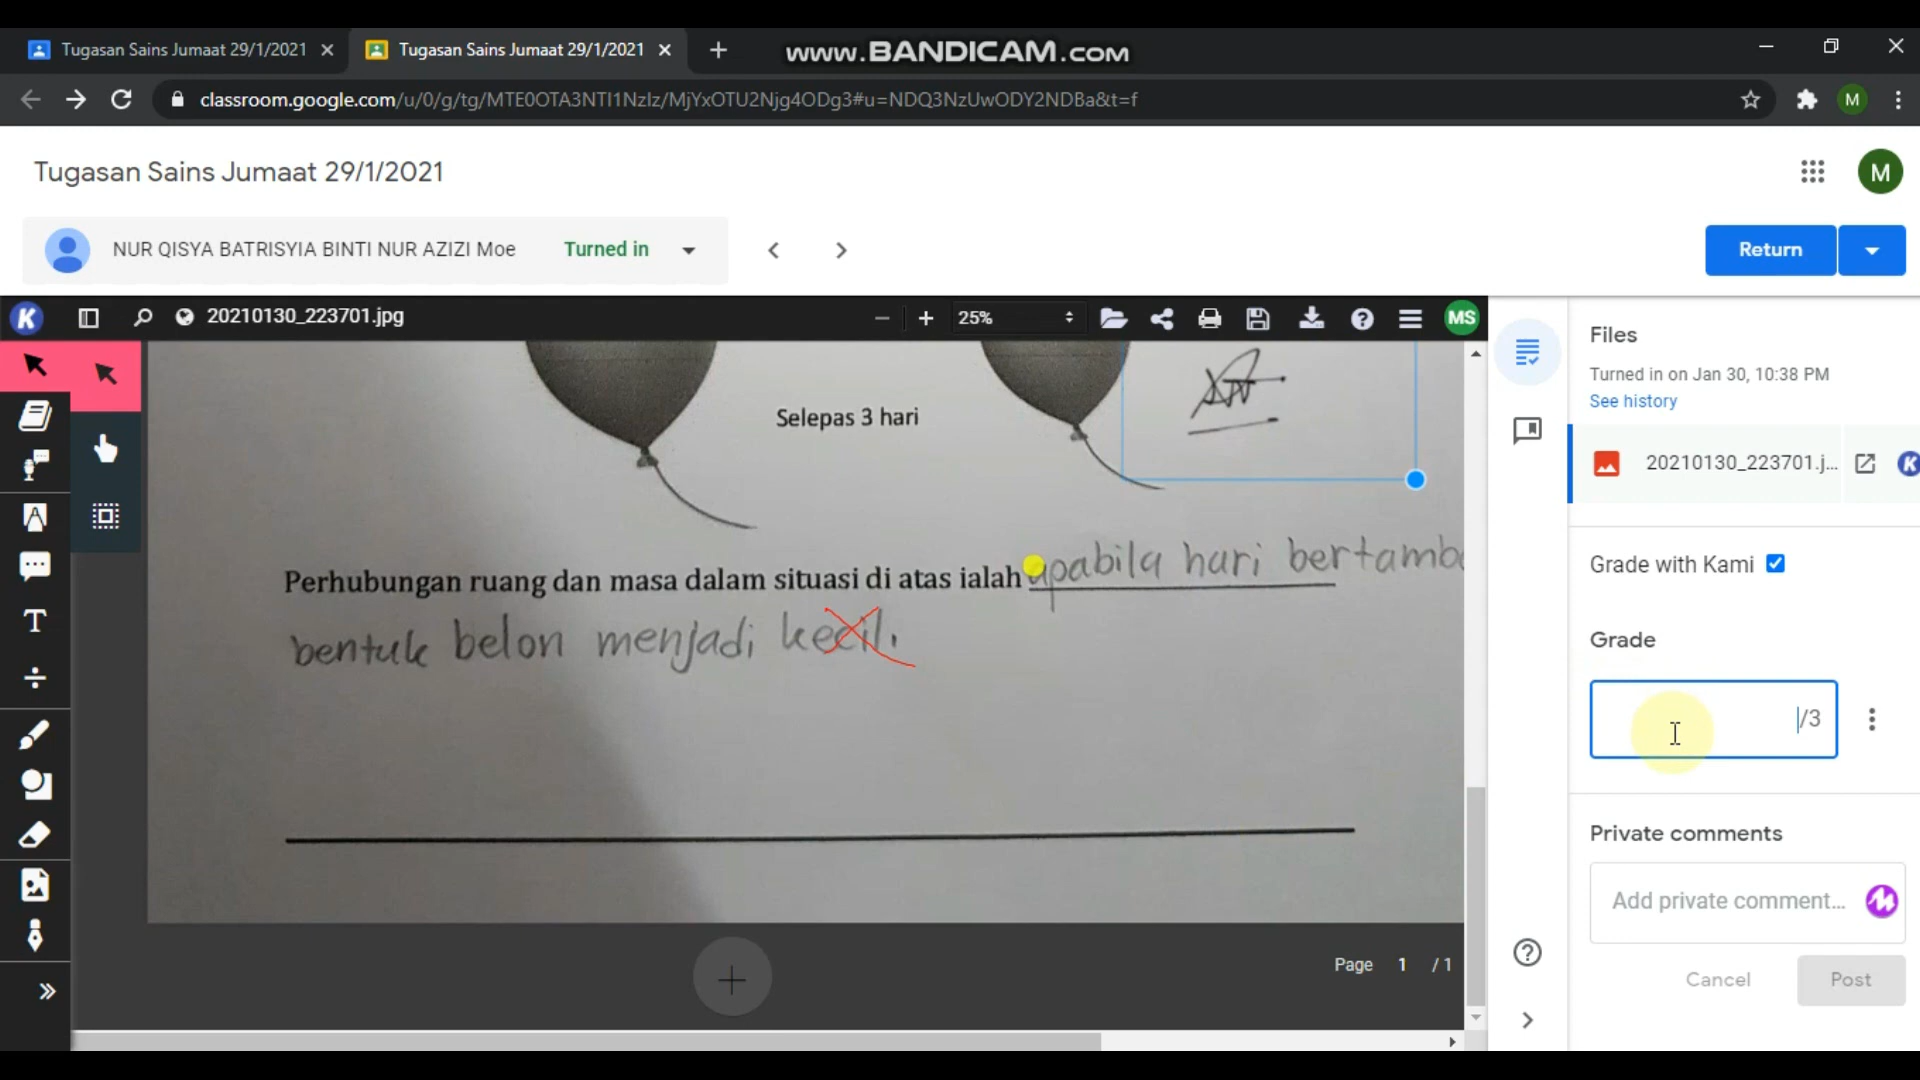 Tugasan Sains Jumaat 29/1/2021
Tugasan Sains Jumaat 29/1/2021
www.BANDICAM.com
classroom.google.com/u/0/g/tg/MTE0OTA3NTI1NzIz/MjYxOTU2Njg4ODg3#u=NDQ3NzUwODY2NDBa&t=f
M
Tugasan Sains Jumaat 29/1/2021
M
NUR QISYA BATRISYIA BINTI NUR AZIZI Moe
Turned in
Return
K
20210130_223701.jpg
25%
MS
Files
Turned in on Jan 30, 10:38 PM
See history
20210130_223701.j...
K
Selepas 3 hari
Grade with Kami
Perhubungan ruang dan masa dalam situasi di atas ialah apabila hari bertamba
bentuk belon menjadi kecil.
Grade
/3
Private comments
Add private comment...
Page 1 / 1
Cancel
Post